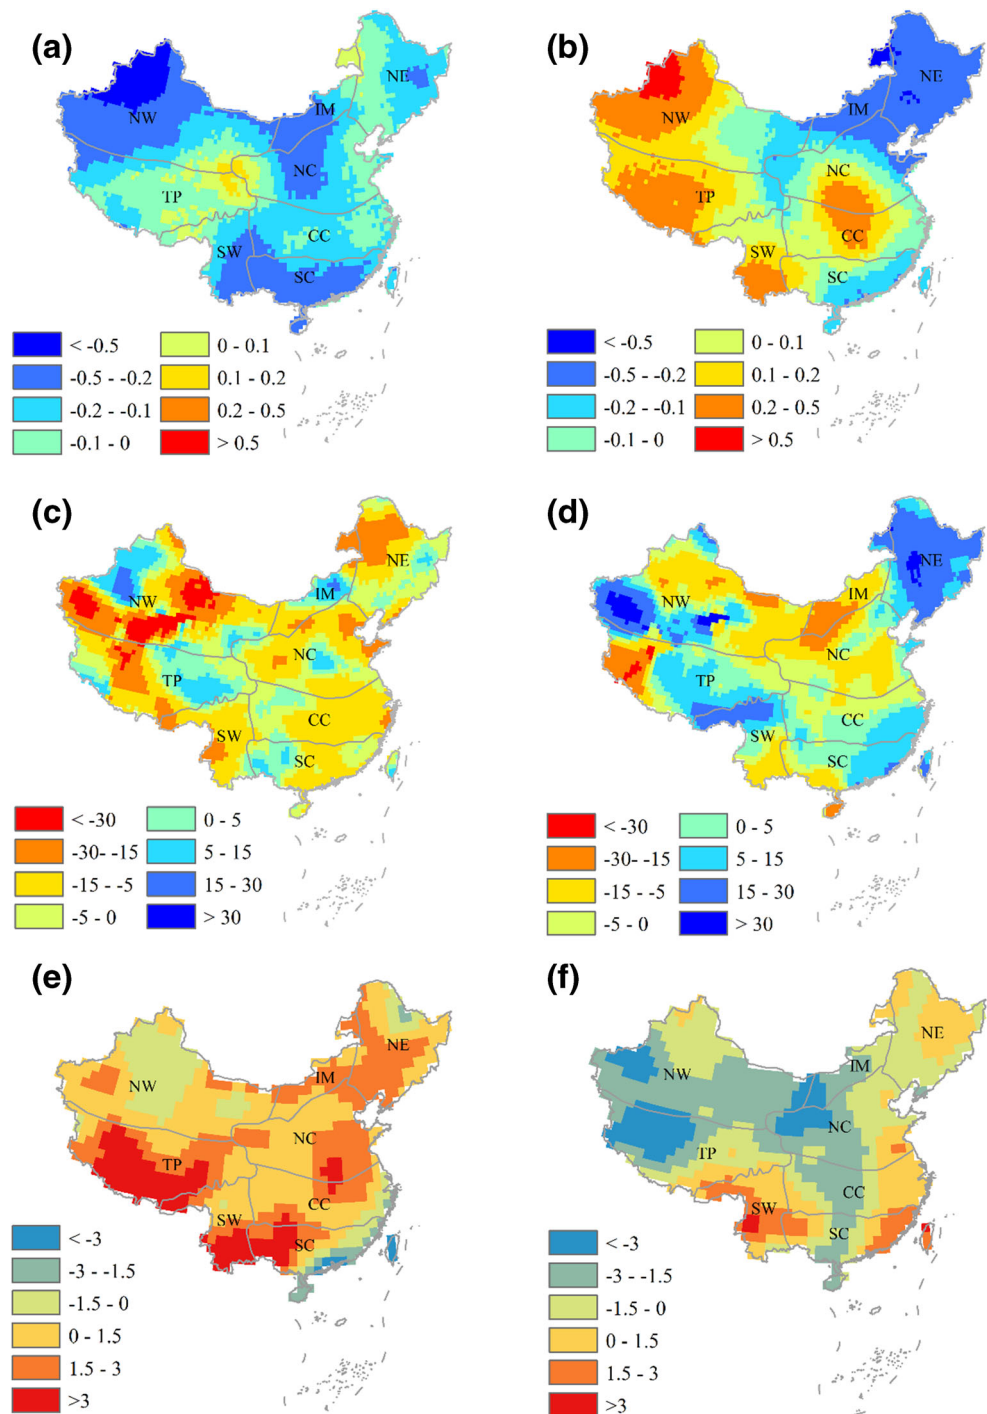 (a)
NE
IM
NW
NC
TP
CC
SW
SC
< -0.5
0 - 0.1
-0.5 - -0.2
0.1 - 0.2
-0.2 - -0.1
0.2 - 0.5
-0.1 - 0
> 0.5
(b)
NE
IM
NW
NC
TP
CC
SW
SC
< -0.5
0 - 0.1
-0.5 - -0.2
0.1 - 0.2
-0.2 - -0.1
0.2 - 0.5
-0.1 - 0
> 0.5
(c)
NE
IM
NW
NC
TP
CC
SW
SC
< -30
0 - 5
-30- -15
5 - 15
-15 - -5
15 - 30
-5 - 0
> 30
(d)
NE
IM
NW
NC
TP
CC
SW
SC
< -30
0 - 5
-30- -15
5 - 15
-15 - -5
15 - 30
-5 - 0
> 30
(e)
NE
IM
NW
NC
TP
CC
SW
SC
< -3
-3 - -1.5
-1.5 - 0
0 - 1.5
1.5 - 3
>3
(f)
NE
IM
NW
NC
TP
CC
SW
SC
< -3
-3 - -1.5
-1.5 - 0
0 - 1.5
1.5 - 3
>3